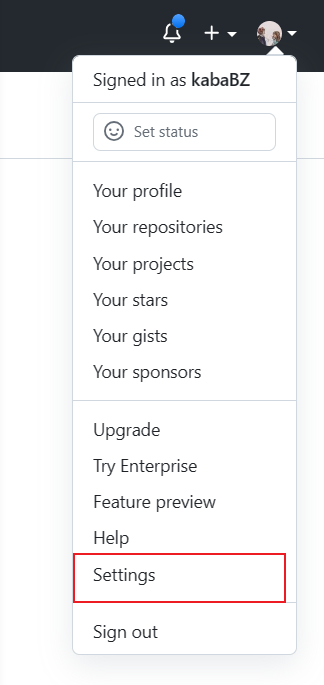 Signed in as kabaBZ
Set status
Your profile
Your repositories
Your projects
Your stars
Your gists
Your sponsors
Upgrade
Try Enterprise
Feature preview
Help
Settings
Sign out